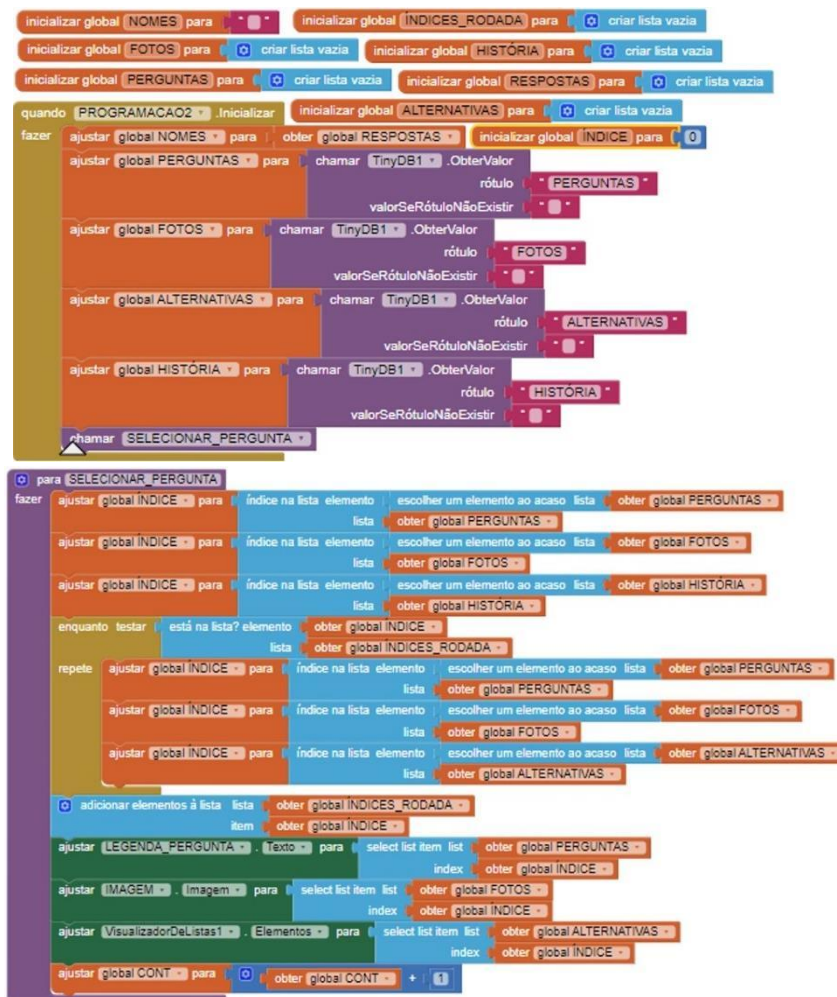 inicializar global NOMES para " "
inicializar global ÍNDICES_RODADA para criar lista vazia
inicializar global FOTOS para criar lista vazia
inicializar global HISTÓRIA para criar lista vazia
inicializar global PERGUNTAS para criar lista vazia
inicializar global RESPOSTAS para criar lista vazia
quando PROGRAMACAO2 .Inicializar
inicializar global ALTERNATIVAS para criar lista vazia
fazer ajustar global NOMES para obter global RESPOSTAS
inicializar global ÍNDICE para 0
ajustar global PERGUNTAS para chamar TinyDB1 .ObterValor
rótulo " PERGUNTAS "
valorSeRótuloNãoExistir " "
ajustar global FOTOS para chamar TinyDB1 .ObterValor
rótulo " FOTOS "
valorSeRótuloNãoExistir " "
ajustar global ALTERNATIVAS para chamar TinyDB1 .ObterValor
rótulo " ALTERNATIVAS "
valorSeRótuloNãoExistir " "
ajustar global HISTÓRIA para chamar TinyDB1 .ObterValor
rótulo " HISTÓRIA "
valorSeRótuloNãoExistir " "
chamar SELECIONAR_PERGUNTA
para SELECIONAR_PERGUNTA
fazer ajustar global ÍNDICE para índice na lista elemento escolher um elemento ao acaso lista obter global PERGUNTAS
lista obter global PERGUNTAS
ajustar global ÍNDICE para índice na lista elemento escolher um elemento ao acaso lista obter global FOTOS
lista obter global FOTOS
ajustar global ÍNDICE para índice na lista elemento escolher um elemento ao acaso lista obter global HISTÓRIA
lista obter global HISTÓRIA
enquanto testar está na lista? elemento obter global ÍNDICE
lista obter global ÍNDICES_RODADA
repete ajustar global ÍNDICE para índice na lista elemento escolher um elemento ao acaso lista obter global PERGUNTAS
lista obter global PERGUNTAS
ajustar global ÍNDICE para índice na lista elemento escolher um elemento ao acaso lista obter global FOTOS
lista obter global FOTOS
ajustar global ÍNDICE para índice na lista elemento escolher um elemento ao acaso lista obter global ALTERNATIVAS
lista obter global ALTERNATIVAS
adicionar elementos à lista lista obter global ÍNDICES_RODADA
item obter global ÍNDICE
ajustar LEGENDA_PERGUNTA . Texto para select list item list obter global PERGUNTAS
index obter global ÍNDICE
ajustar IMAGEM . Imagem para select list item list obter global FOTOS
index obter global ÍNDICE
ajustar VisualizadorDeListas1 . Elementos para select list item list obter global ALTERNATIVAS
index obter global ÍNDICE
ajustar global CONT para obter global CONT + 1